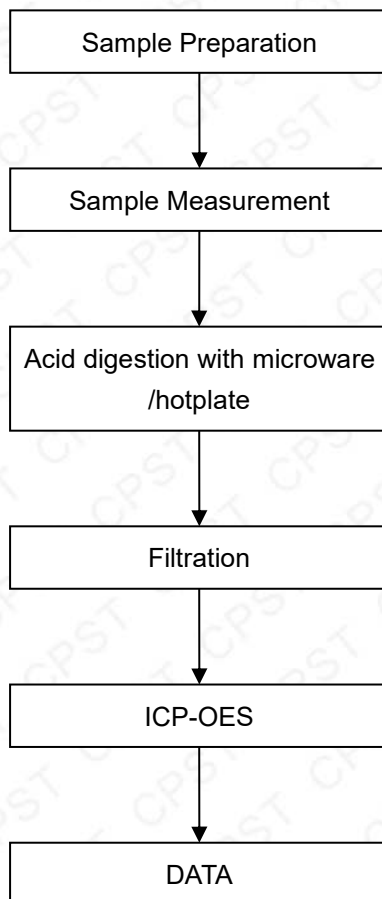 Sample Preparation
Sample Measurement
Acid digestion with microware
/hotplate
Filtration
ICP-OES
DATA